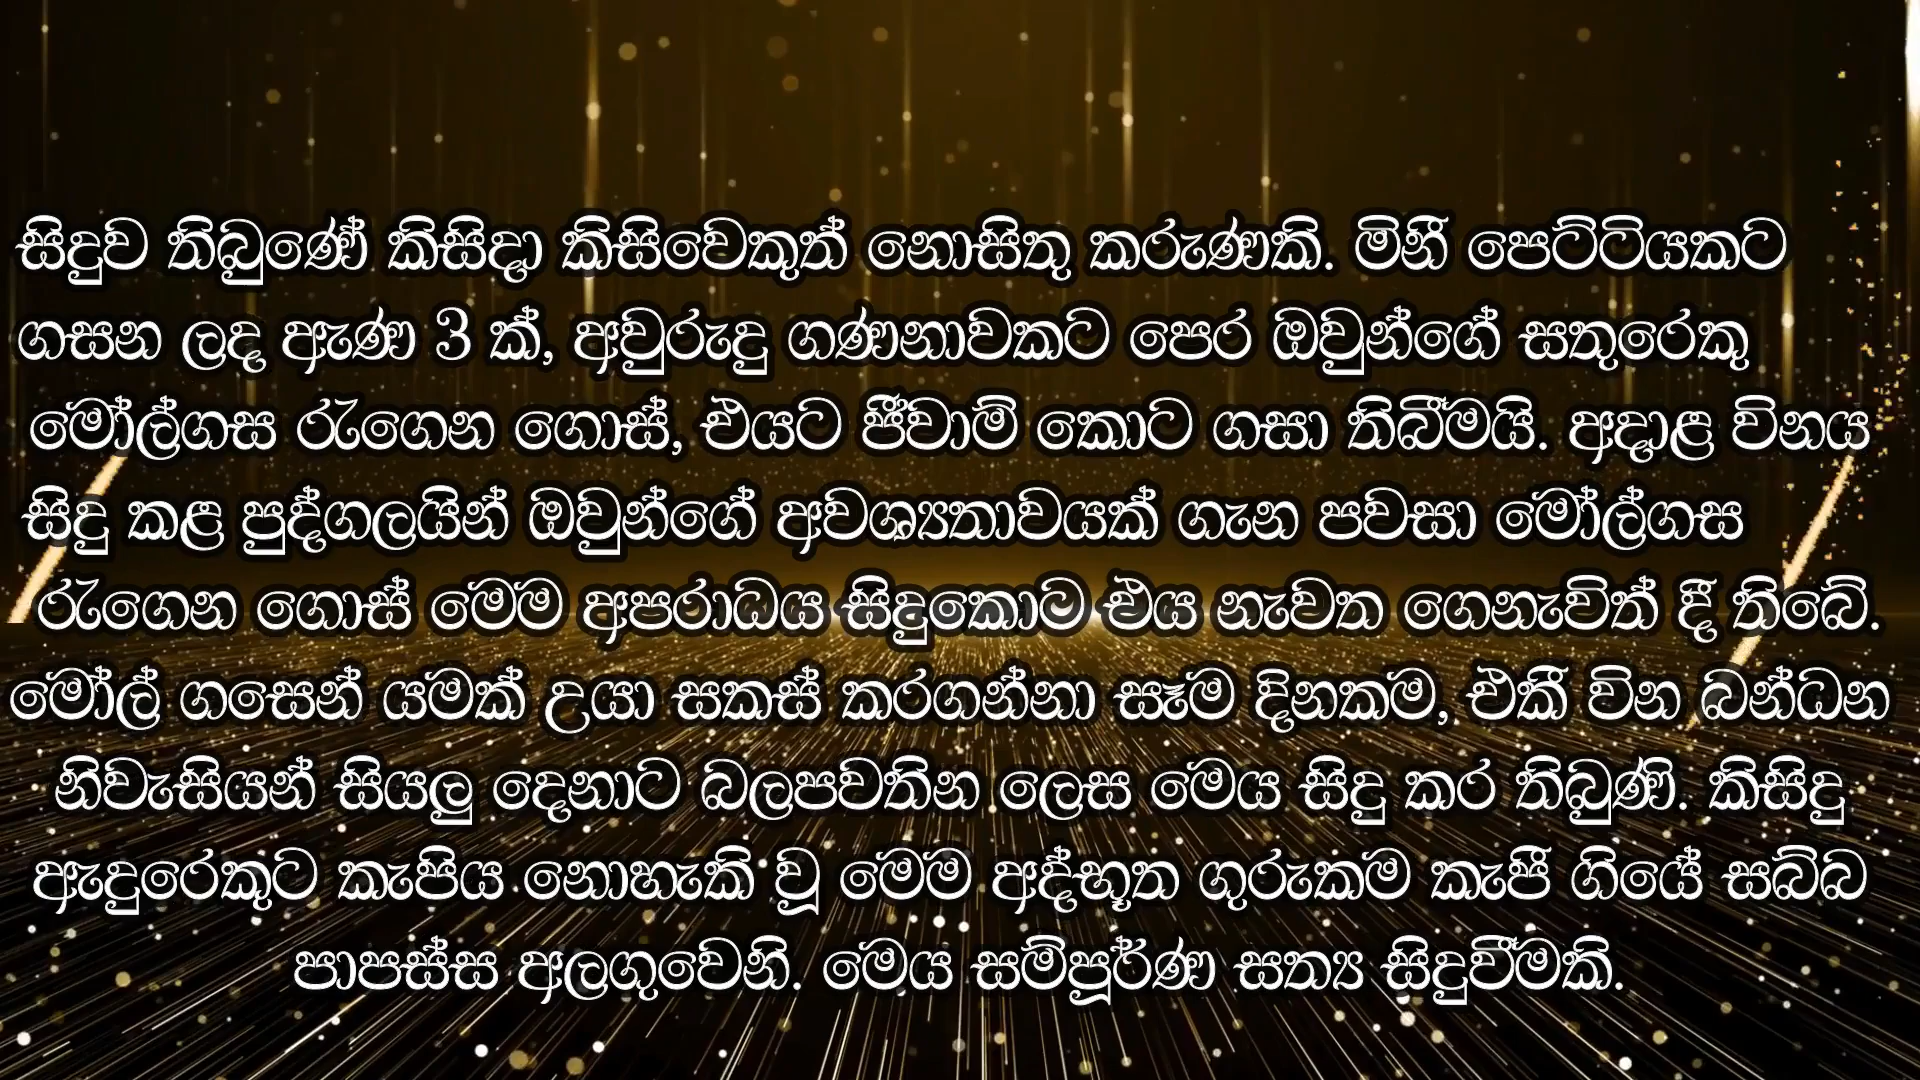 සිදුව තිබුණේ කිසිදා කිසිවෙකුත් නොසිතූ කරුණකි. මිනී පෙට්ටියකට
ගසන ලද ඇණ 3 ක්, අවුරුදු ගණනාවකට පෙර ඔවුන්ගේ සතුරෙකු
මෝල්ගස රැගෙන ගොස්, එයට ජීවාම් කොට ගසා තිබීමයි. අදාළ විනය
සිදු කළ පුද්ගලයින් ඔවුන්ගේ අවශ්‍යතාවයක් ගැන පවසා මෝල්ගස
රැගෙන ගොස් මෙම අපරාධය සිදුකොට එය නැවත ගෙනැවිත් දී තිබේ.
මෝල් ගසෙන් යමක් උයා සකස් කරගන්නා සෑම දිනකම, එකී වින බන්ධන
නිවැසියන් සියලු දෙනාට බලපවතින ලෙස මෙය සිදු කර තිබුණි. කිසිදු
ඇදුරෙකුට කැපිය නොහැකි වූ මෙම අද්භූත ගුරුකම කැපී ගියේ සබ්බ
පාපස්ස අලගුවෙනි. මෙය සම්පූර්ණ සත්‍ය සිදුවීමකි.